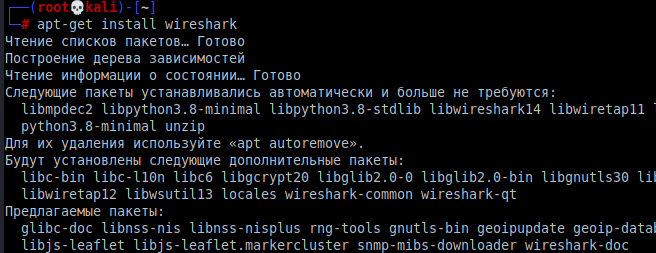 (root💀kali)-[~]
# apt-get install wireshark
Чтение списков пакетов… Готово
Построение дерева зависимостей
Чтение информации о состоянии… Готово
Следующие пакеты устанавливались автоматически и больше не требуются:
libmpdec2 libpython3.8-minimal libpython3.8-stdlib libwireshark14 libwiretap11 l
python3.8-minimal unzip
Для их удаления используйте «apt autoremove».
Будут установлены следующие дополнительные пакеты:
libc-bin libc-l10n libc6 libgcrypt20 libglib2.0-0 libglib2.0-bin libgnutls30 lib
libwiretap12 libwsutil13 locales wireshark-common wireshark-qt
Предлагаемые пакеты:
glibc-doc libnss-nis libnss-nisplus rng-tools gnutls-bin geoipupdate geoip-datab
libjs-leaflet libjs-leaflet.markercluster snmp-mibs-downloader wireshark-doc